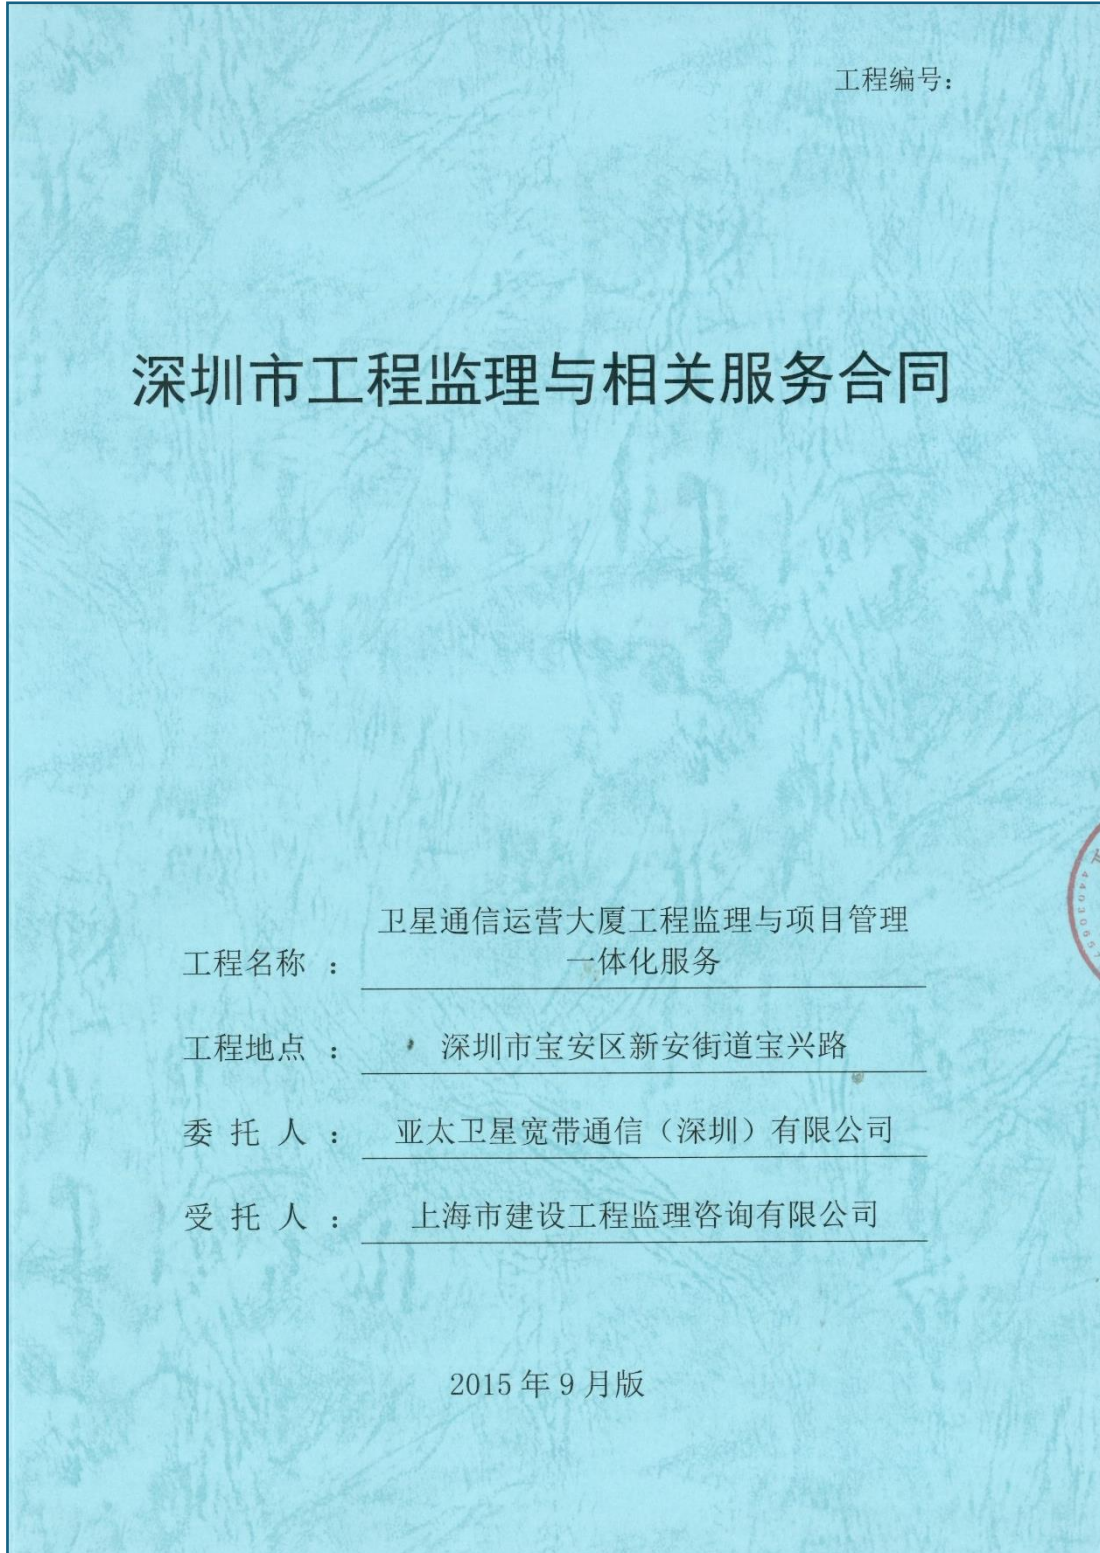 工程编号:
深圳市工程监理与相关服务合同
卫星通信运营大厦工程监理与项目管理
工程名称 : 一体化服务
工程地点 : 深圳市宝安区新安街道宝兴路
委 托 人 : 亚太卫星宽带通信（深圳）有限公司
受 托 人 : 上海市建设工程监理咨询有限公司
2015 年 9 月版